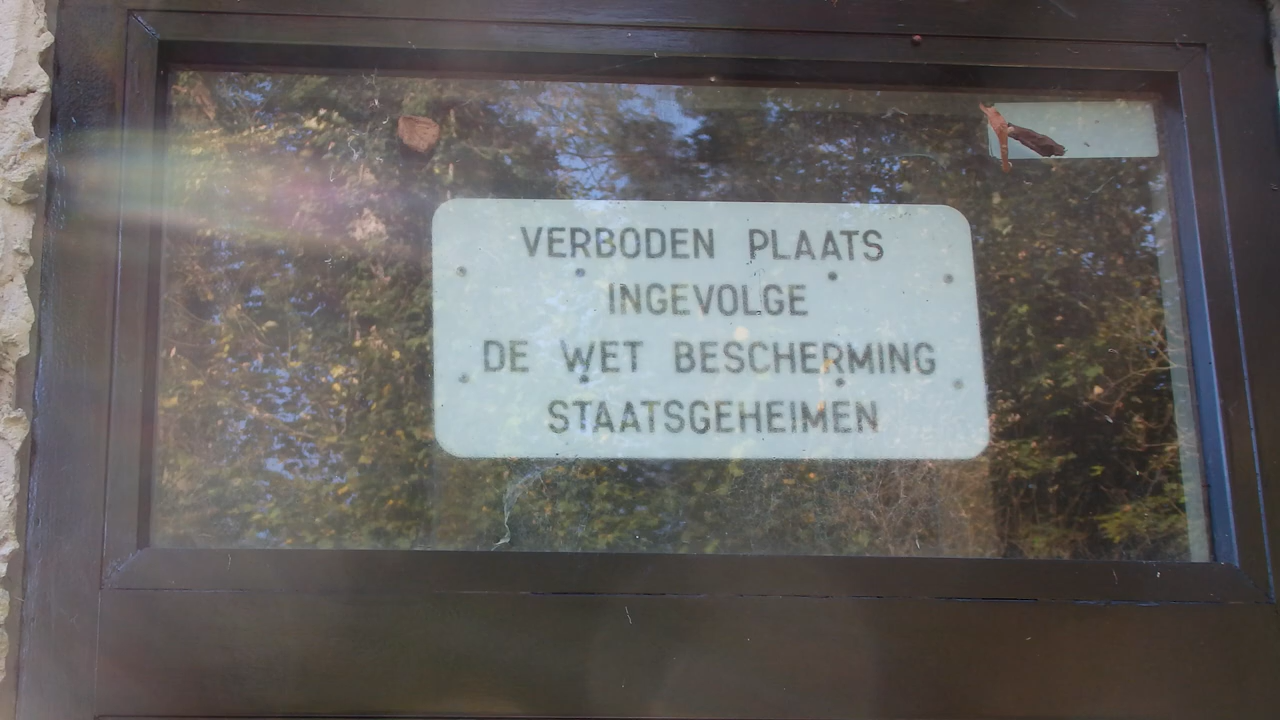 VERBODEN PLAATS
INGEVOLGE
DE WET BESCHERMING
STAATSGEHEIMEN